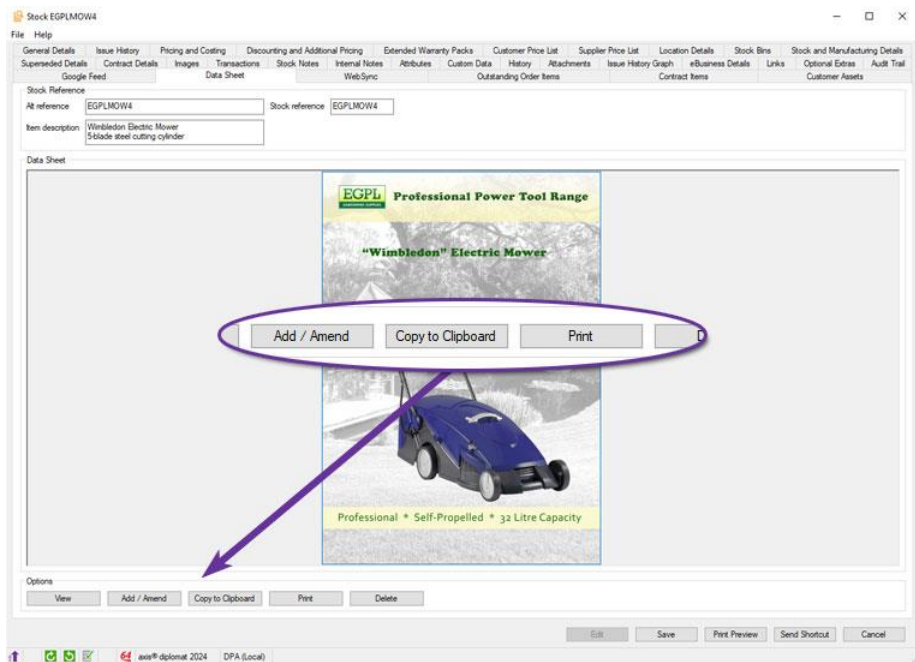 Stock EGPLMOW4
File Help
General Details Issue History Pricing and Costing Discounting and Additional Pricing Extended Warranty Packs Customer Price List Supplier Price List Location Details Stock Bins Stock and Manufacturing Details
Superseded Details Contract Details Images Transactions Stock Notes Internal Notes Attributes Custom Data History Attachments Issue History Graph eBusiness Details Links Optional Extras Audit Trail
Google Feed Data Sheet WebSync Outstanding Order Items Contract Items Customer Assets
Stock Reference
Alt reference EGPLMOW4 Stock reference EGPLMOW4
Item description Wimbledon Electric Mower
5-blade steel cutting cylinder
Data Sheet
EGPL Professional Power Tool Range
“Wimbledon” Electric Mower
Add / Amend Copy to Clipboard Print D
Professional * Self-Propelled * 32 Litre Capacity
Options
View Add / Amend Copy to Clipboard Print Delete
Edit Save Print Preview Send Shortcut Cancel
64 axis® diplomat 2024 DPA (Local)